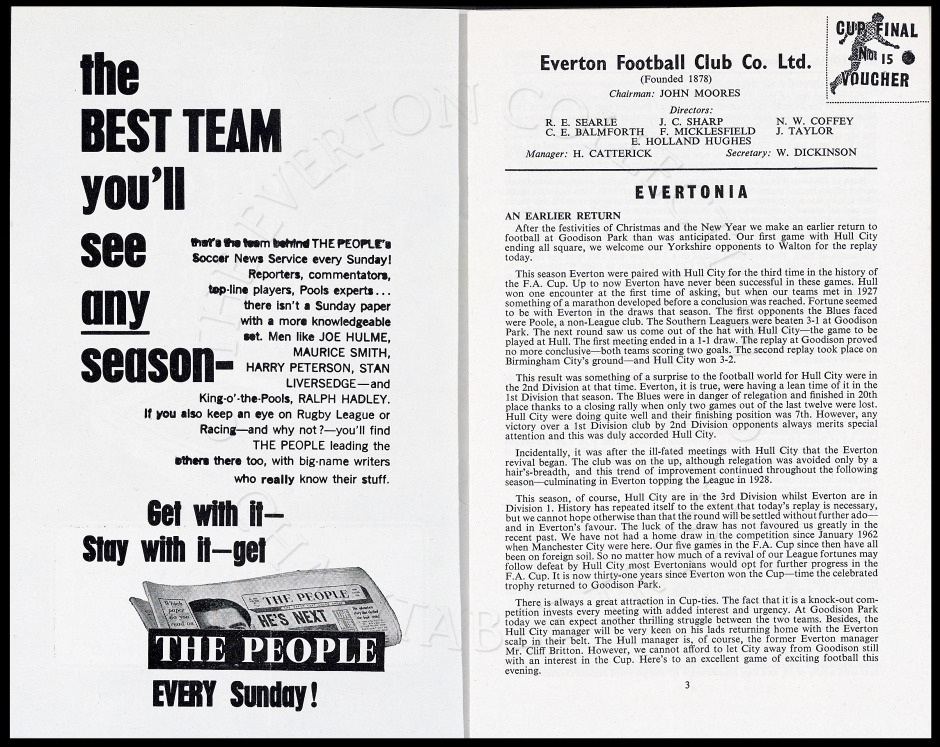 the
BEST TEAM
you'll
see
any
season-
that's the team behind THE PEOPLE's
Soccer News Service every Sunday!
Reporters, commentators,
top-line players, Pools experts...
there isn't a Sunday paper
with a more knowledgeable
set. Men like JOE HULME,
MAURICE SMITH,
HARRY PETERSON, STAN
LIVERSEDGE—and
King-o'-the-Pools, RALPH HADLEY.
If you also keep an eye on Rugby League or
Racing—and why not?—you'll find
THE PEOPLE leading the
others there too, with big-name writers
who really know their stuff.
Get with it—
Stay with it—get
THE PEOPLE
HE'S NEXT
THE PEOPLE
EVERY Sunday!
CUP FINAL
No. 15
VOUCHER
Everton Football Club Co. Ltd.
(Founded 1878)
Chairman: JOHN MOORES
Directors:
R. E. SEARLE J. C. SHARP N. W. COFFEY
C. E. BALMFORTH F. MICKLESFIELD J. TAYLOR
E. HOLLAND HUGHES
Manager: H. CATTERICK Secretary: W. DICKINSON
EVERTONIA
AN EARLIER RETURN
After the festivities of Christmas and the New Year we make an earlier return to
football at Goodison Park than was anticipated. Our first game with Hull City
ending all square, we welcome our Yorkshire opponents to Walton for the replay
today.
This season Everton were paired with Hull City for the third time in the history of
the F.A. Cup. Up to now Everton have never been successful in these games. Hull
won one encounter at the first time of asking, but when our teams met in 1927
something of a marathon developed before a conclusion was reached. Fortune seemed
to be with Everton in the draws that season. The first opponents the Blues faced
were Poole, a non-League club. The Southern Leaguers were beaten 3-1 at Goodison
Park. The next round saw us come out of the hat with Hull City—the game to be
played at Hull. The first meeting ended in a 1-1 draw. The replay at Goodison proved
no more conclusive—both teams scoring two goals. The second replay took place on
Birmingham City's ground—and Hull City won 3-2.
This result was something of a surprise to the football world for Hull City were in
the 2nd Division at that time. Everton, it is true, were having a lean time of it in the
1st Division that season. The Blues were in danger of relegation and finished in 20th
place thanks to a closing rally when only two games out of the last twelve were lost.
Hull City were doing quite well and their finishing position was 7th. However, any
victory over a 1st Division club by 2nd Division opponents always merits special
attention and this was duly accorded Hull City.
Incidentally, it was after the ill-fated meetings with Hull City that the Everton
revival began. The club was on the up, although relegation was avoided only by a
hair's-breadth, and this trend of improvement continued throughout the following
season—culminating in Everton topping the League in 1928.
This season, of course, Hull City are in the 3rd Division whilst Everton are in
Division 1. History has repeated itself to the extent that today's replay is necessary,
but we cannot hope otherwise than that the round will be settled without further ado—
and in Everton's favour. The luck of the draw has not favoured us greatly in the
recent past. We have not had a home draw in the competition since January 1962
when Manchester City were here. Our five games in the F.A. Cup since then have all
been on foreign soil. So no matter how much of a revival of our League fortunes may
follow defeat by Hull City most Evertonians would opt for further progress in the
F.A. Cup. It is now thirty-one years since Everton won the Cup—time the celebrated
trophy returned to Goodison Park.
There is always a great attraction in Cup-ties. The fact that it is a knock-out com-
petition invests every meeting with added interest and urgency. At Goodison Park
today we can expect another thrilling struggle between the two teams. Besides, the
Hull City manager will be very keen on his lads returning home with the Everton
scalp in their belt. The Hull manager is, of course, the former Everton manager
Mr. Cliff Britton. However, we cannot afford to let City away from Goodison still
with an interest in the Cup. Here's to an excellent game of exciting football this
evening.
3